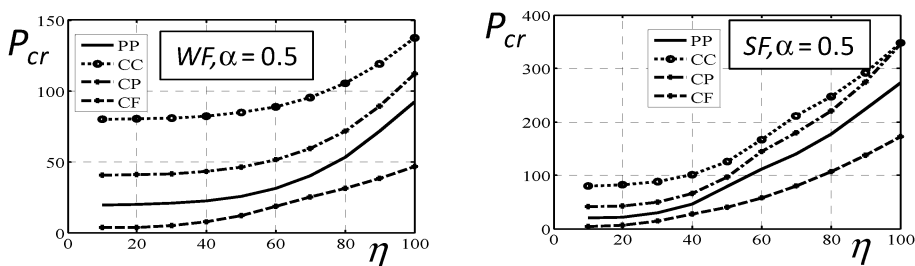 P_cr
150
100
50
0
PP
CC
CP
CF
WF, α = 0.5
0 20 40 60 80 100
η
P_cr
400
300
200
100
0
PP
CC
CP
CF
SF, α = 0.5
0 20 40 60 80 100
η